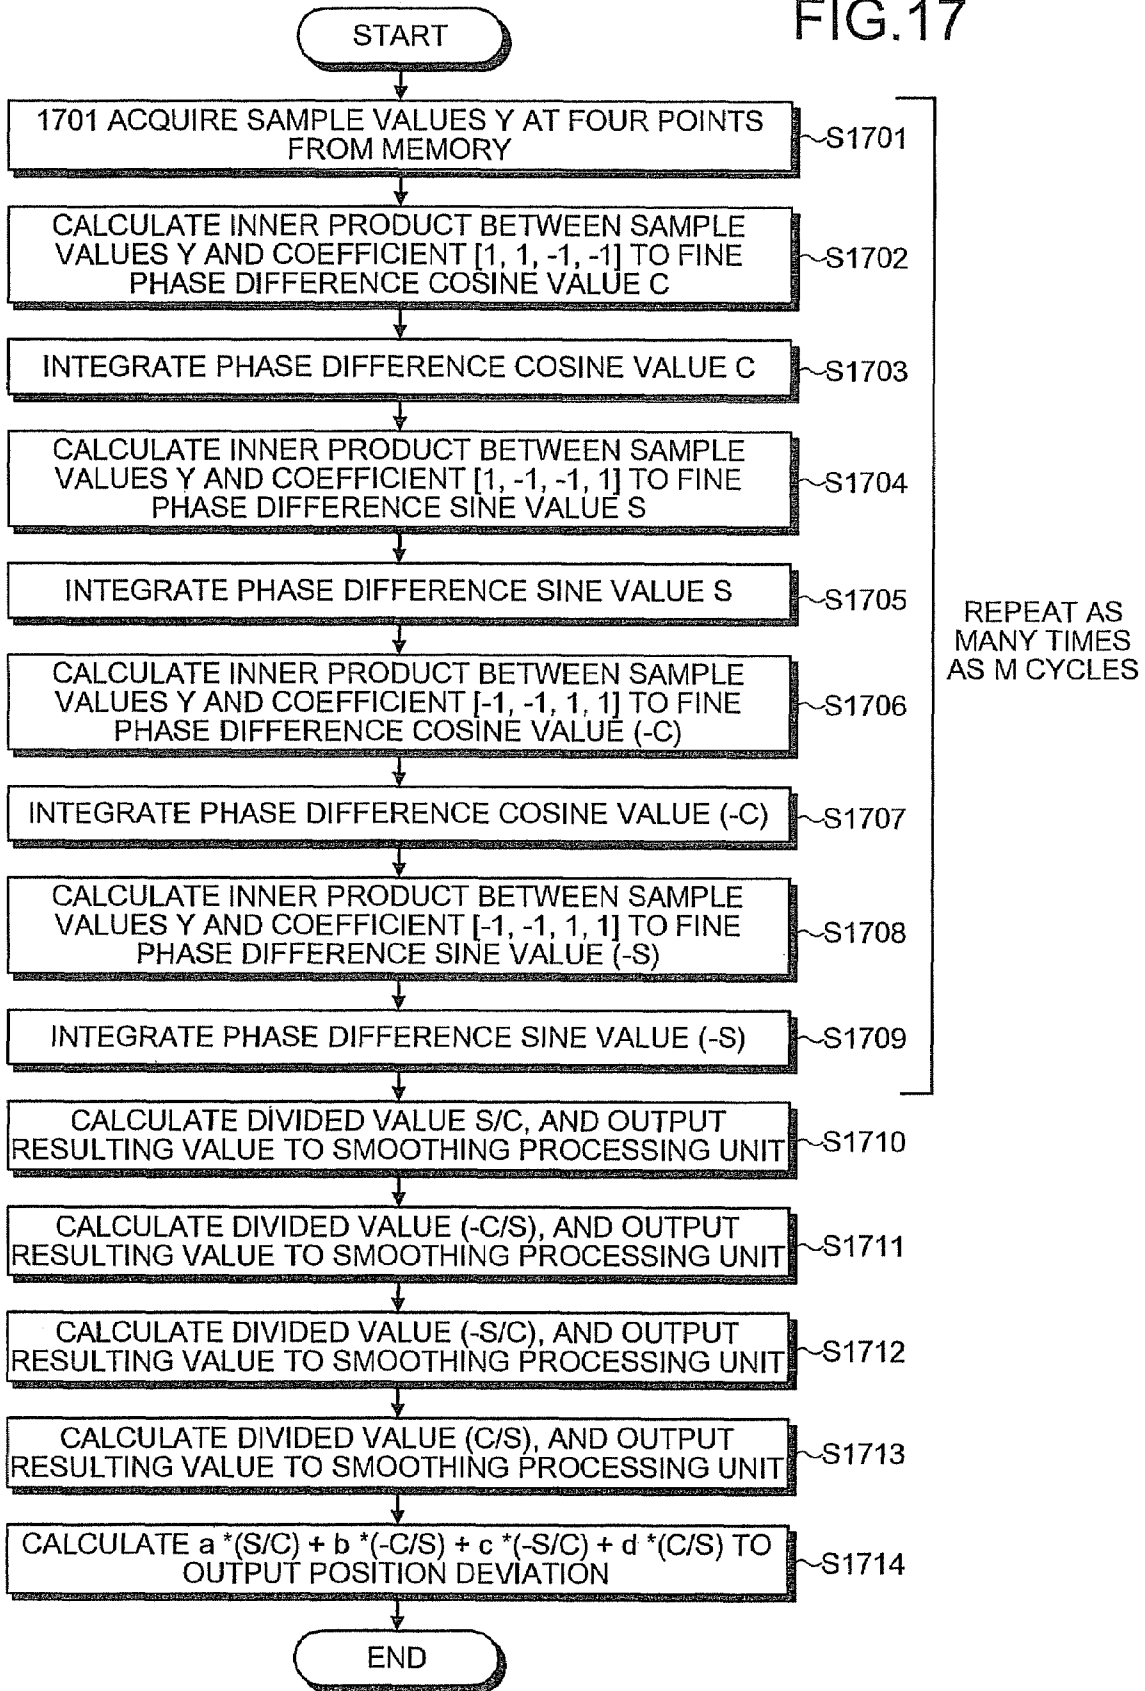 FIG.17
START
1701 ACQUIRE SAMPLE VALUES Y AT FOUR POINTS
FROM MEMORY
S1701
CALCULATE INNER PRODUCT BETWEEN SAMPLE
VALUES Y AND COEFFICIENT [1, 1, -1, -1] TO FINE
PHASE DIFFERENCE COSINE VALUE C
S1702
INTEGRATE PHASE DIFFERENCE COSINE VALUE C
S1703
CALCULATE INNER PRODUCT BETWEEN SAMPLE
VALUES Y AND COEFFICIENT [1, -1, -1, 1] TO FINE
PHASE DIFFERENCE SINE VALUE S
S1704
INTEGRATE PHASE DIFFERENCE SINE VALUE S
S1705
REPEAT AS
MANY TIMES
AS M CYCLES
CALCULATE INNER PRODUCT BETWEEN SAMPLE
VALUES Y AND COEFFICIENT [-1, -1, 1, 1] TO FINE
PHASE DIFFERENCE COSINE VALUE (-C)
S1706
INTEGRATE PHASE DIFFERENCE COSINE VALUE (-C)
S1707
CALCULATE INNER PRODUCT BETWEEN SAMPLE
VALUES Y AND COEFFICIENT [-1, -1, 1, 1] TO FINE
PHASE DIFFERENCE SINE VALUE (-S)
S1708
INTEGRATE PHASE DIFFERENCE SINE VALUE (-S)
S1709
CALCULATE DIVIDED VALUE S/C, AND OUTPUT
RESULTING VALUE TO SMOOTHING PROCESSING UNIT
S1710
CALCULATE DIVIDED VALUE (-C/S), AND OUTPUT
RESULTING VALUE TO SMOOTHING PROCESSING UNIT
S1711
CALCULATE DIVIDED VALUE (-S/C), AND OUTPUT
RESULTING VALUE TO SMOOTHING PROCESSING UNIT
S1712
CALCULATE DIVIDED VALUE (C/S), AND OUTPUT
RESULTING VALUE TO SMOOTHING PROCESSING UNIT
S1713
CALCULATE a *(S/C) + b *(-C/S) + c *(-S/C) + d *(C/S) TO
OUTPUT POSITION DEVIATION
S1714
END